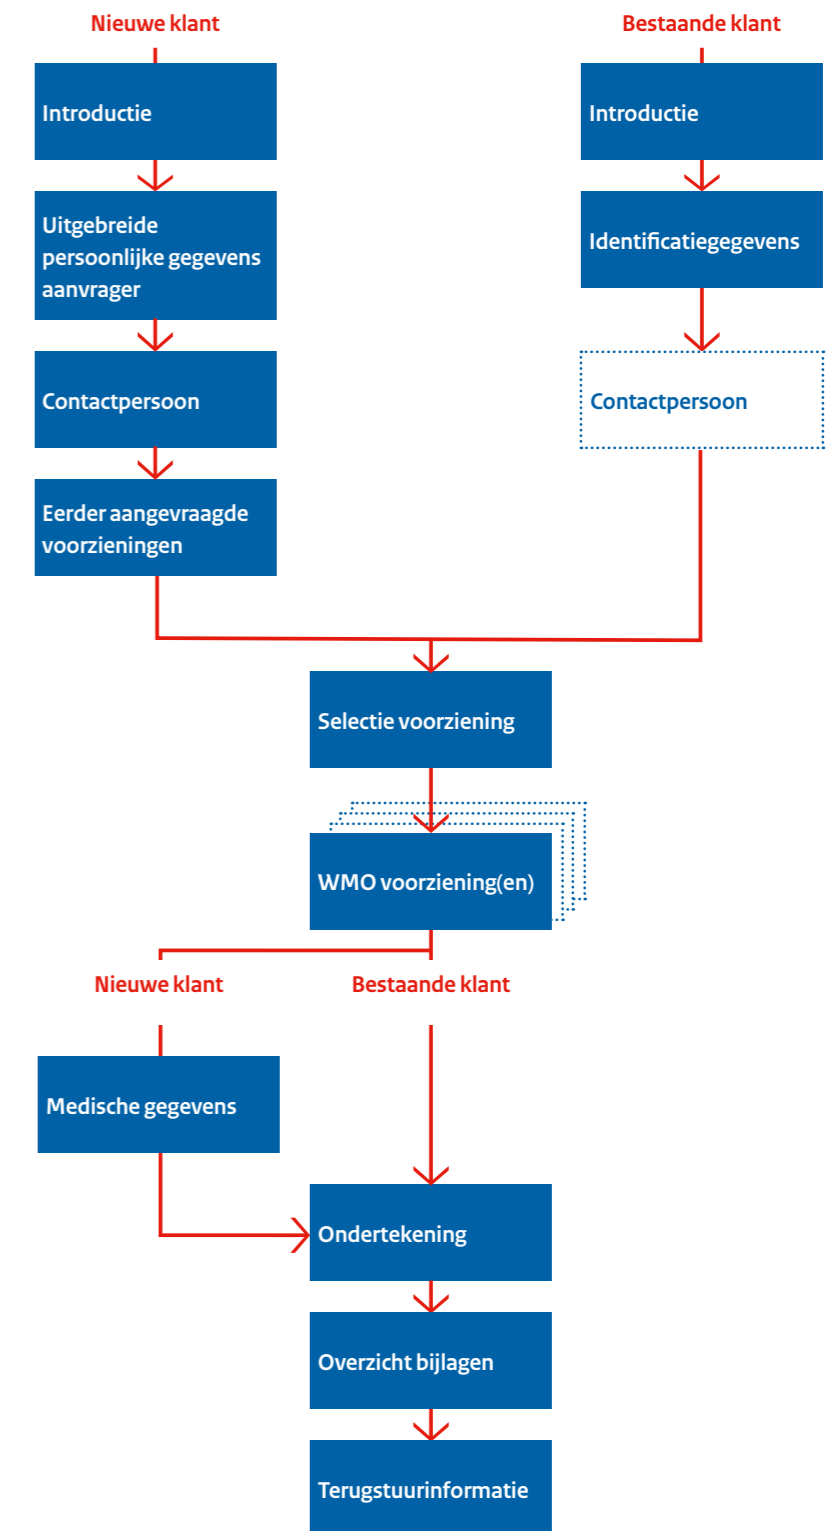 Nieuwe klant
Introductie
Uitgebreide
persoonlijke gegevens
aanvrager
Contactpersoon
Eerder aangevraagde
voorzieningen
Bestaande klant
Introductie
Identificatiegegevens
Contactpersoon
Selectie voorziening
WMO voorziening(en)
Nieuwe klant
Bestaande klant
Medische gegevens
Ondertekening
Overzicht bijlagen
Terugstuurinformatie